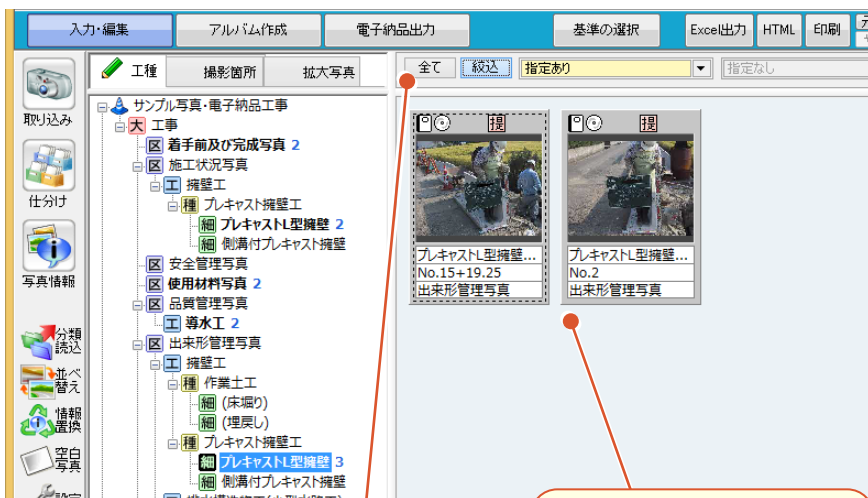 入力・編集
アルバム作成
電子納品出力
基準の選択
Excel出力
HTML
印刷
取り込み
仕分け
写真情報
分類
読込
並べ
替え
情報
置換
空白
写真
工種
撮影箇所
拡大写真
サンプル写真・電子納品工事
大 工事
区 着手前及び完成写真 2
区 施工状況写真
工 擁壁工
種 プレキャスト擁壁工
細 プレキャストL型擁壁 2
細 側溝付プレキャスト擁壁
区 安全管理写真
区 使用材料写真 2
区 品質管理写真
工 導水工 2
区 出来形管理写真
工 擁壁工
種 作業土工
細 (床堀り)
細 (埋戻し)
種 プレキャスト擁壁工
細 プレキャストL型擁壁 3
細 側溝付プレキャスト擁壁
全て
絞込
指定あり
指定なし
提
プレキャストL型擁壁...
No.15+19.25
出来形管理写真
提
プレキャストL型擁壁...
No.2
出来形管理写真